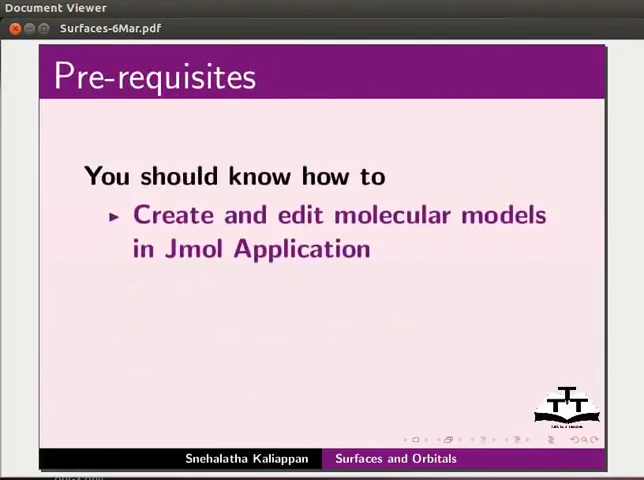 Document Viewer
Surfaces-6Mar.pdf
Pre-requisites
You should know how to
Create and edit molecular models
in Jmol Application
Snehalatha Kaliappan
Surfaces and Orbitals